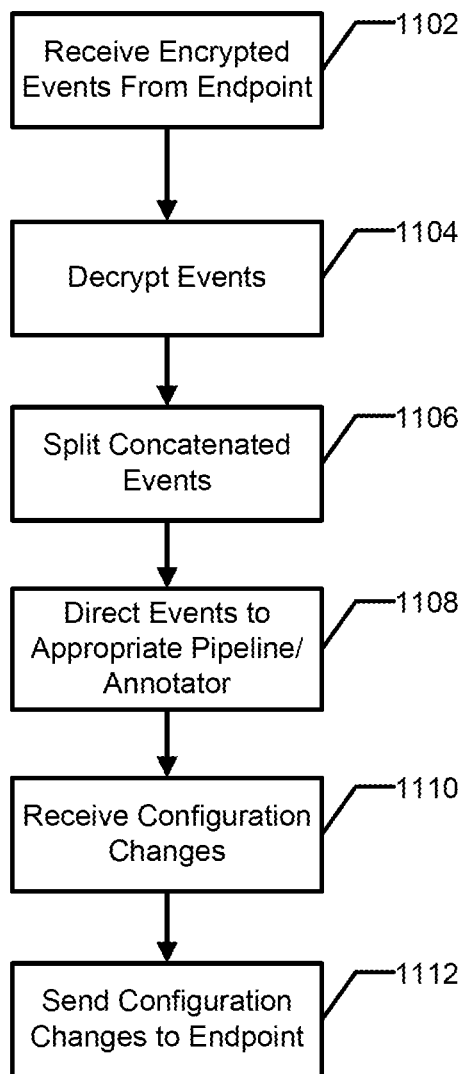 Receive Encrypted
Events From Endpoint
1102
Decrypt Events
1104
Split Concatenated
Events
1106
Direct Events to
Appropriate Pipeline/
Annotator
1108
Receive Configuration
Changes
1110
Send Configuration
Changes to Endpoint
1112